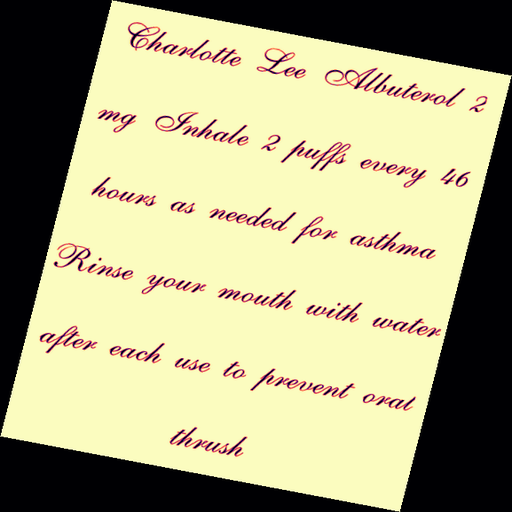 Charlotte Lee Albuterol 2
mg Inhale 2 puffs every 46
hours as needed for asthma
Rinse your mouth with water
after each use to prevent oral
thrush